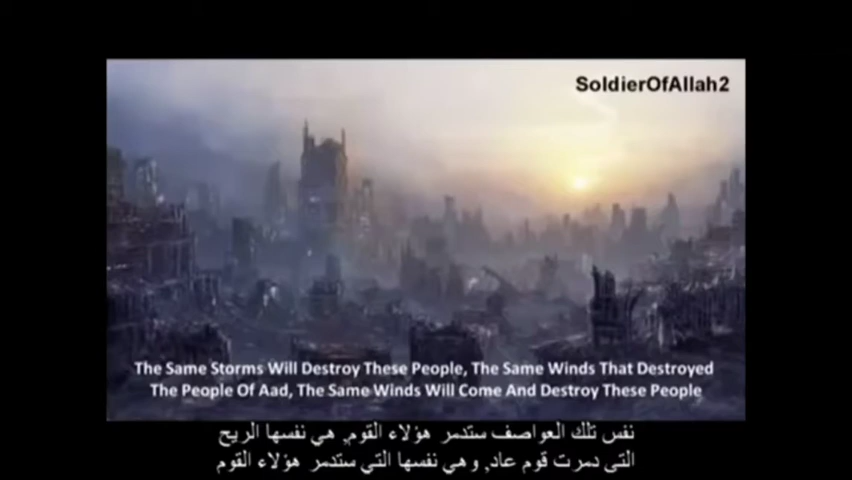 SoldierOfAllah2
The Same Storms Will Destroy These People, The Same Winds That Destroyed
The People Of Aad, The Same Winds Will Come And Destroy These People
نفس تلك العواصف ستدمر هؤلاء القوم, هي نفسها الريح
التى دمرت قوم عاد, وهي نفسها التي ستدمر هؤلاء القوم